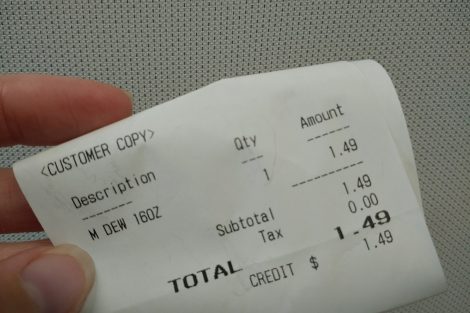 <CUSTOMER COPY>
Description Qty Amount
------- --- ------
M DEW 16OZ 1 1.49
----------
Subtotal 1.49
Tax 0.00
TOTAL 1.49
CREDIT $ 1.49